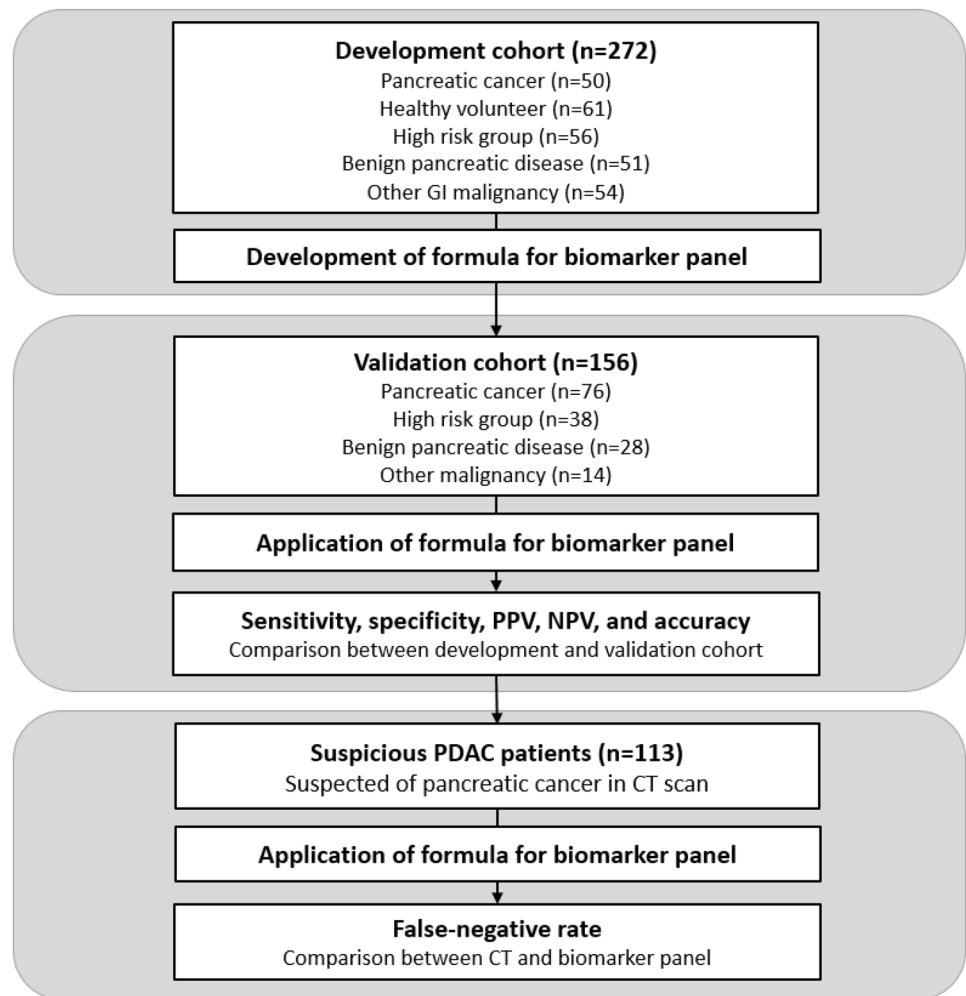 Development cohort (n=272)
Pancreatic cancer (n=50)
Healthy volunteer (n=61)
High risk group (n=56)
Benign pancreatic disease (n=51)
Other GI malignancy (n=54)
Development of formula for biomarker panel
Validation cohort (n=156)
Pancreatic cancer (n=76)
High risk group (n=38)
Benign pancreatic disease (n=28)
Other malignancy (n=14)
Application of formula for biomarker panel
Sensitivity, specificity, PPV, NPV, and accuracy
Comparison between development and validation cohort
Suspicious PDAC patients (n=113)
Suspected of pancreatic cancer in CT scan
Application of formula for biomarker panel
False-negative rate
Comparison between CT and biomarker panel